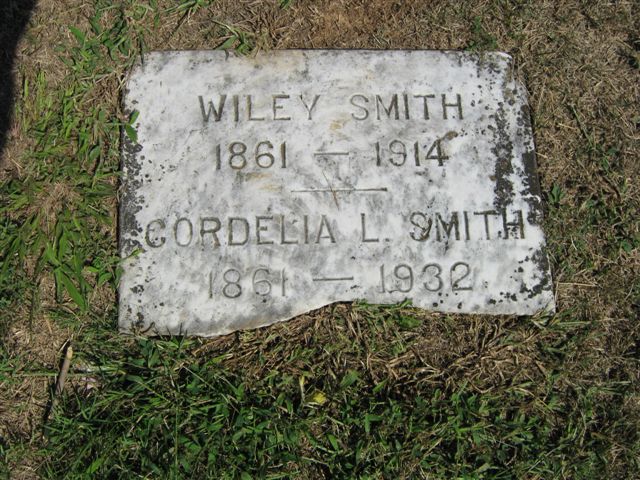 WILEY SMITH
1861 — 1914
CORDELIA L. SMITH
1861 — 1932